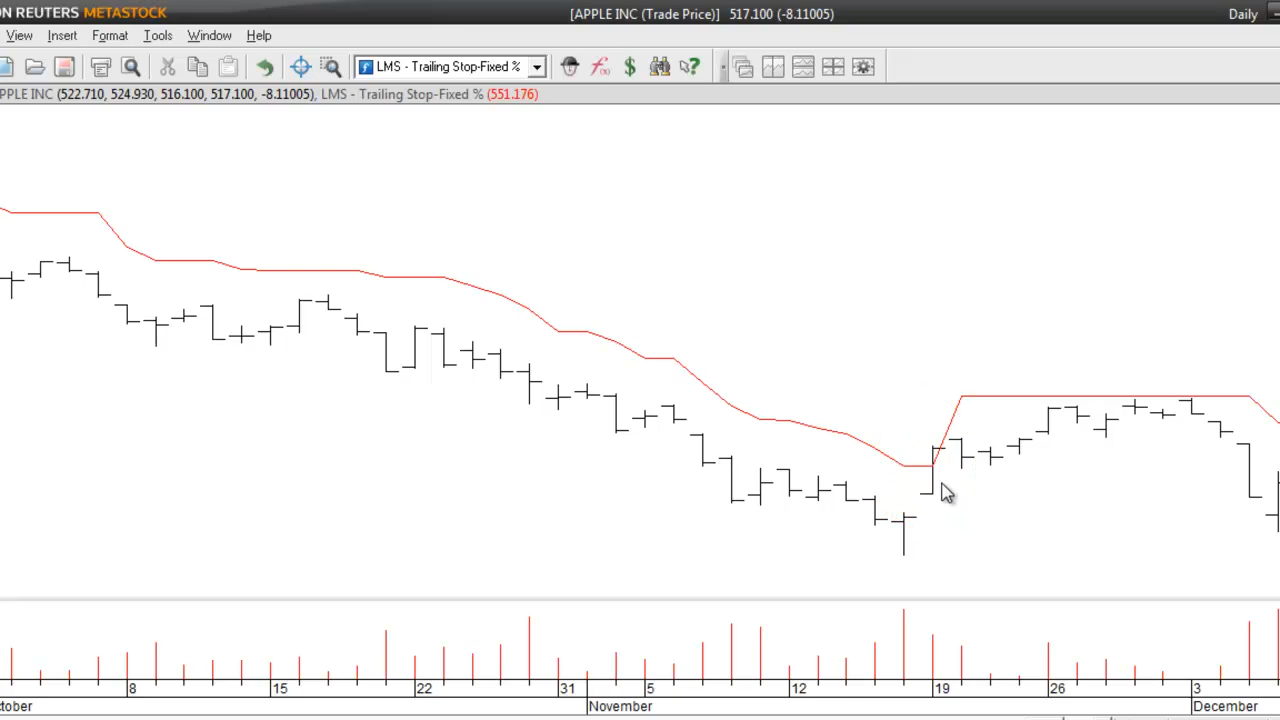 ON REUTERS METASTOCK [APPLE INC (Trade Price)] 517.100 (-8.11005) Daily
View Insert Format Tools Window Help
LMS - Trailing Stop-Fixed %
PPLE INC (522.710, 524.930, 516.100, 517.100, -8.11005), LMS - Trailing Stop-Fixed % (551.176)
8 15 22 31 5 12 19 26 3
ctober November December